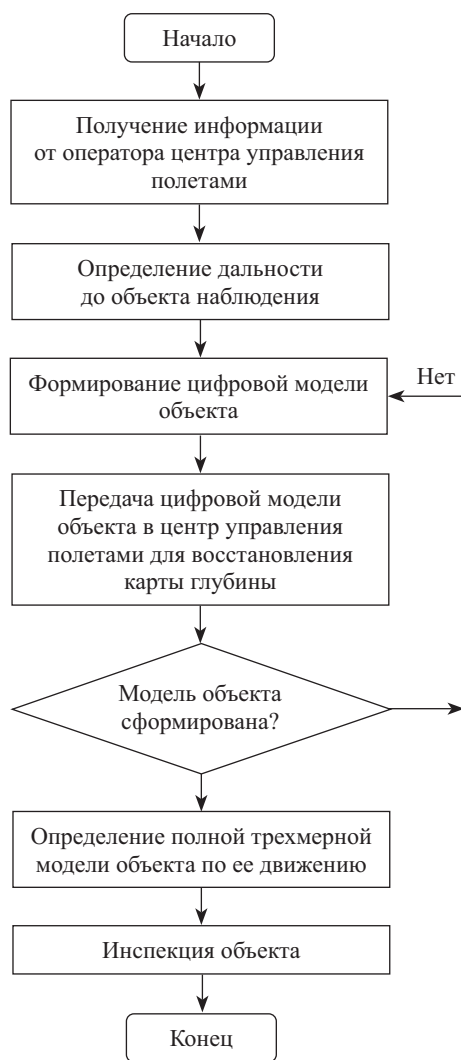 Начало
Получение информации
от оператора центра управления
полетами
Определение дальности
до объекта наблюдения
Формирование цифровой модели
объекта
Нет
Передача цифровой модели
объекта в центр управления
полетами для восстановления
карты глубины
Модель объекта
сформирована?
Определение полной трехмерной
модели объекта по ее движению
Инспекция объекта
Конец